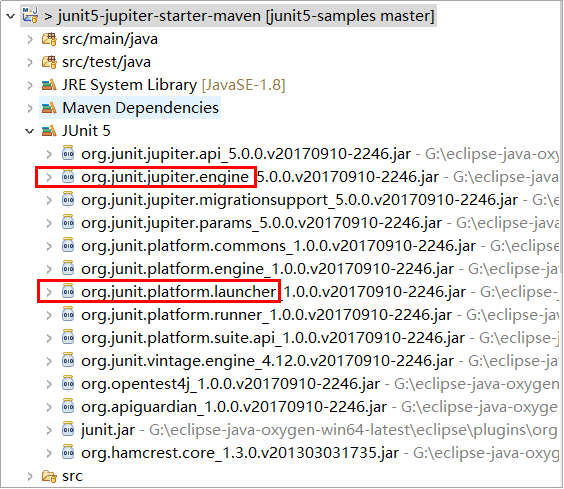 > junit5-jupiter-starter-maven [junit5-samples master]
src/main/java
src/test/java
JRE System Library [JavaSE-1.8]
Maven Dependencies
JUnit 5
org.junit.jupiter.api_5.0.0.v20170910-2246.jar - G:\eclipse-java-oxy
org.junit.jupiter.engine_5.0.0.v20170910-2246.jar - G:\eclipse-java-
org.junit.jupiter.migrationsupport_5.0.0.v20170910-2246.jar - G:\e
org.junit.jupiter.params_5.0.0.v20170910-2246.jar - G:\eclipse-java
org.junit.platform.commons_1.0.0.v20170910-2246.jar - G:\eclips
org.junit.platform.engine_1.0.0.v20170910-2246.jar - G:\eclipse-ja
org.junit.platform.launcher_1.0.0.v20170910-2246.jar - G:\eclipse-j
org.junit.platform.runner_1.0.0.v20170910-2246.jar - G:\eclipse-ja
org.junit.platform.suite.api_1.0.0.v20170910-2246.jar - G:\eclipse-j
org.junit.vintage.engine_4.12.0.v20170910-2246.jar - G:\eclipse-ja
org.opentest4j_1.0.0.v20170910-2246.jar - G:\eclipse-java-oxygen-
org.apiguardian_1.0.0.v20170910-2246.jar - G:\eclipse-java-oxyge
junit.jar - G:\eclipse-java-oxygen-win64-latest\eclipse\plugins\org
org.hamcrest.core_1.3.0.v201303031735.jar - G:\eclipse-java-oxyg
src